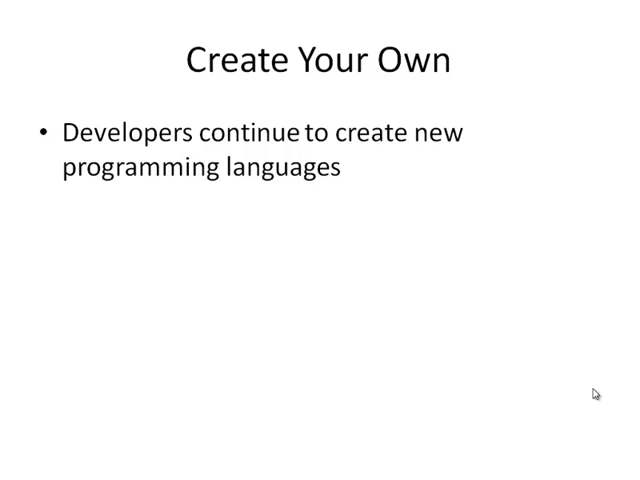 Create Your Own
• Developers continue to create new
programming languages